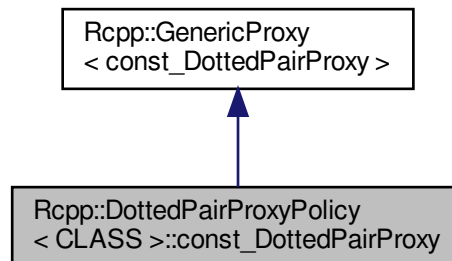 Rcpp::GenericProxy
< const_DottedPairProxy >
Rcpp::DottedPairProxyPolicy
< CLASS >::const_DottedPairProxy